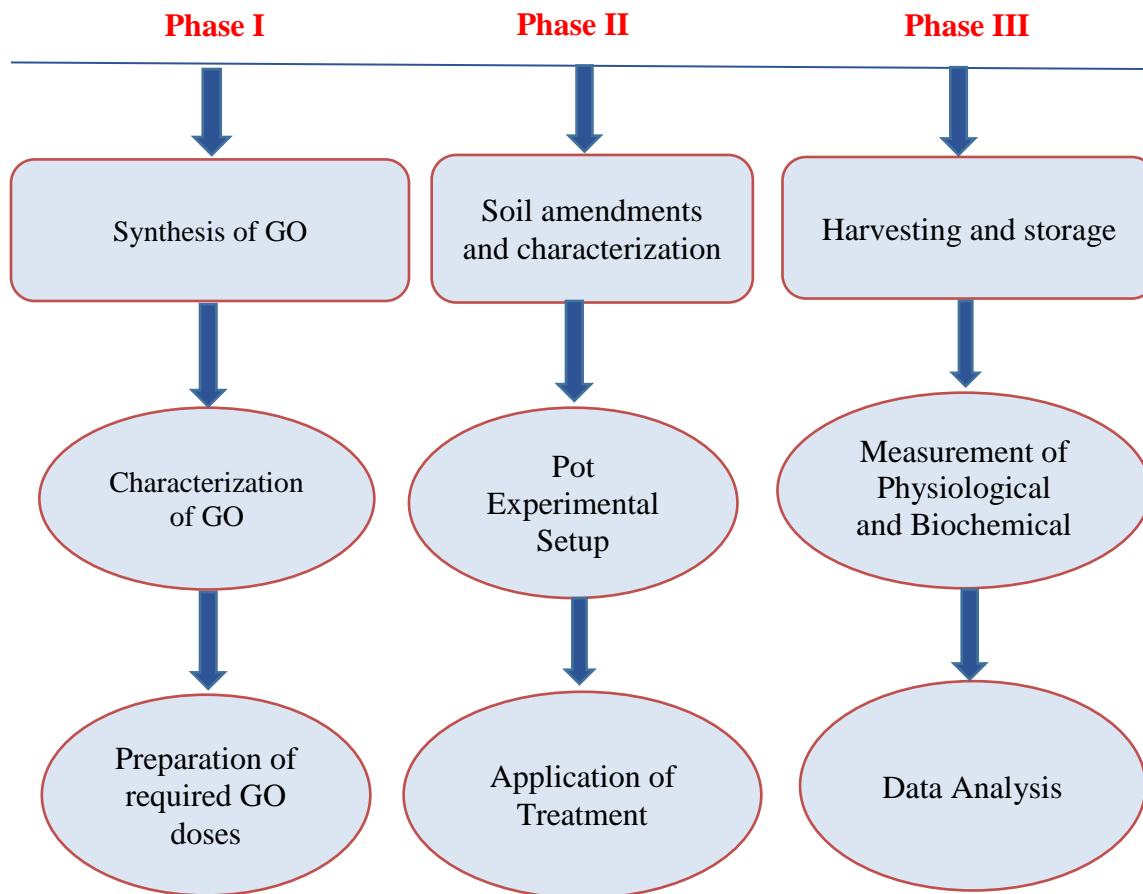 Phase I
Phase II
Phase III
Synthesis of GO
Soil amendments
and characterization
Harvesting and storage
Characterization
of GO
Pot
Experimental
Setup
Measurement of
Physiological
and Biochemical
Preparation of
required GO
doses
Application of
Treatment
Data Analysis